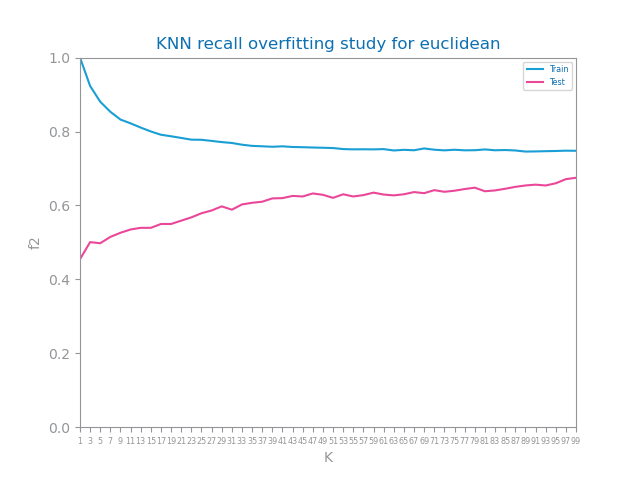 KNN recall overfitting study for euclidean
1.0
0.8
0.6
0.4
0.2
0.0
f2
Train
Test
1 3 5 7 9 11 13 15 17 19 21 23 25 27 29 31 33 35 37 39 41 43 45 47 49 51 53 55 57 59 61 63 65 67 69 71 73 75 77 79 81 83 85 87 89 91 93 95 97 99
K